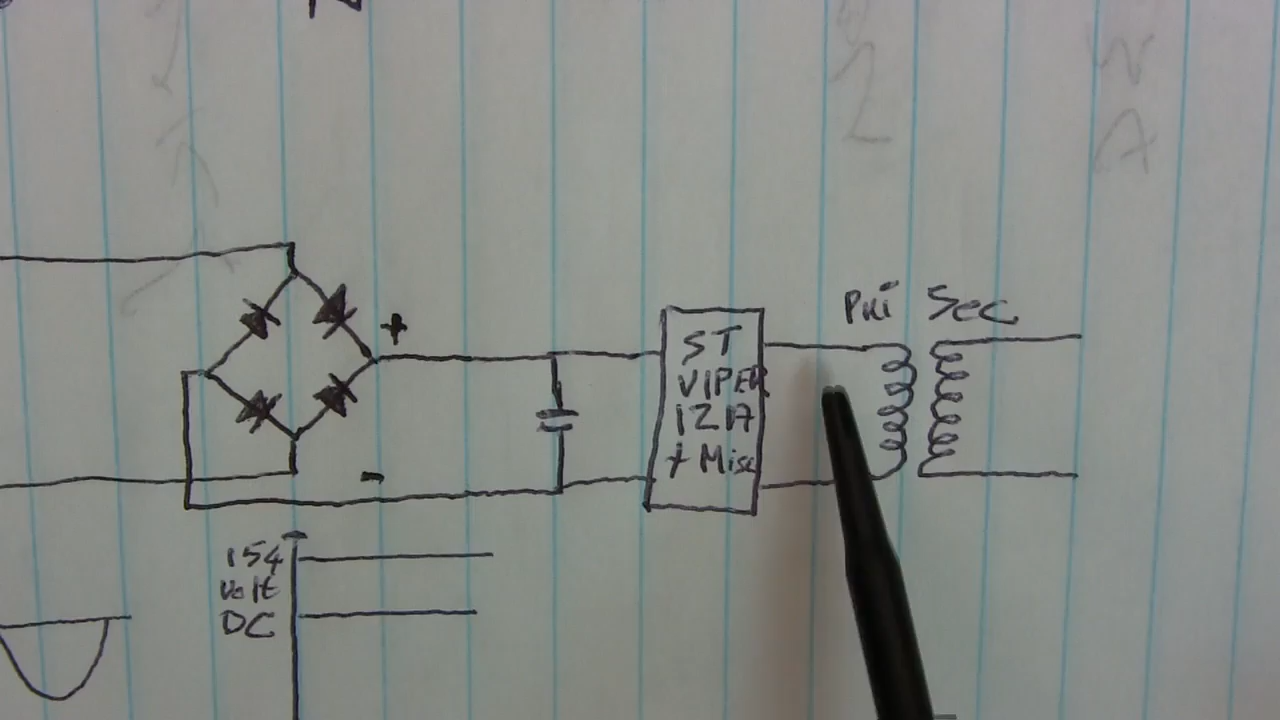 +
Pri Sec
ST
VIPER
12A
+ Misc
-
154
Volt
DC